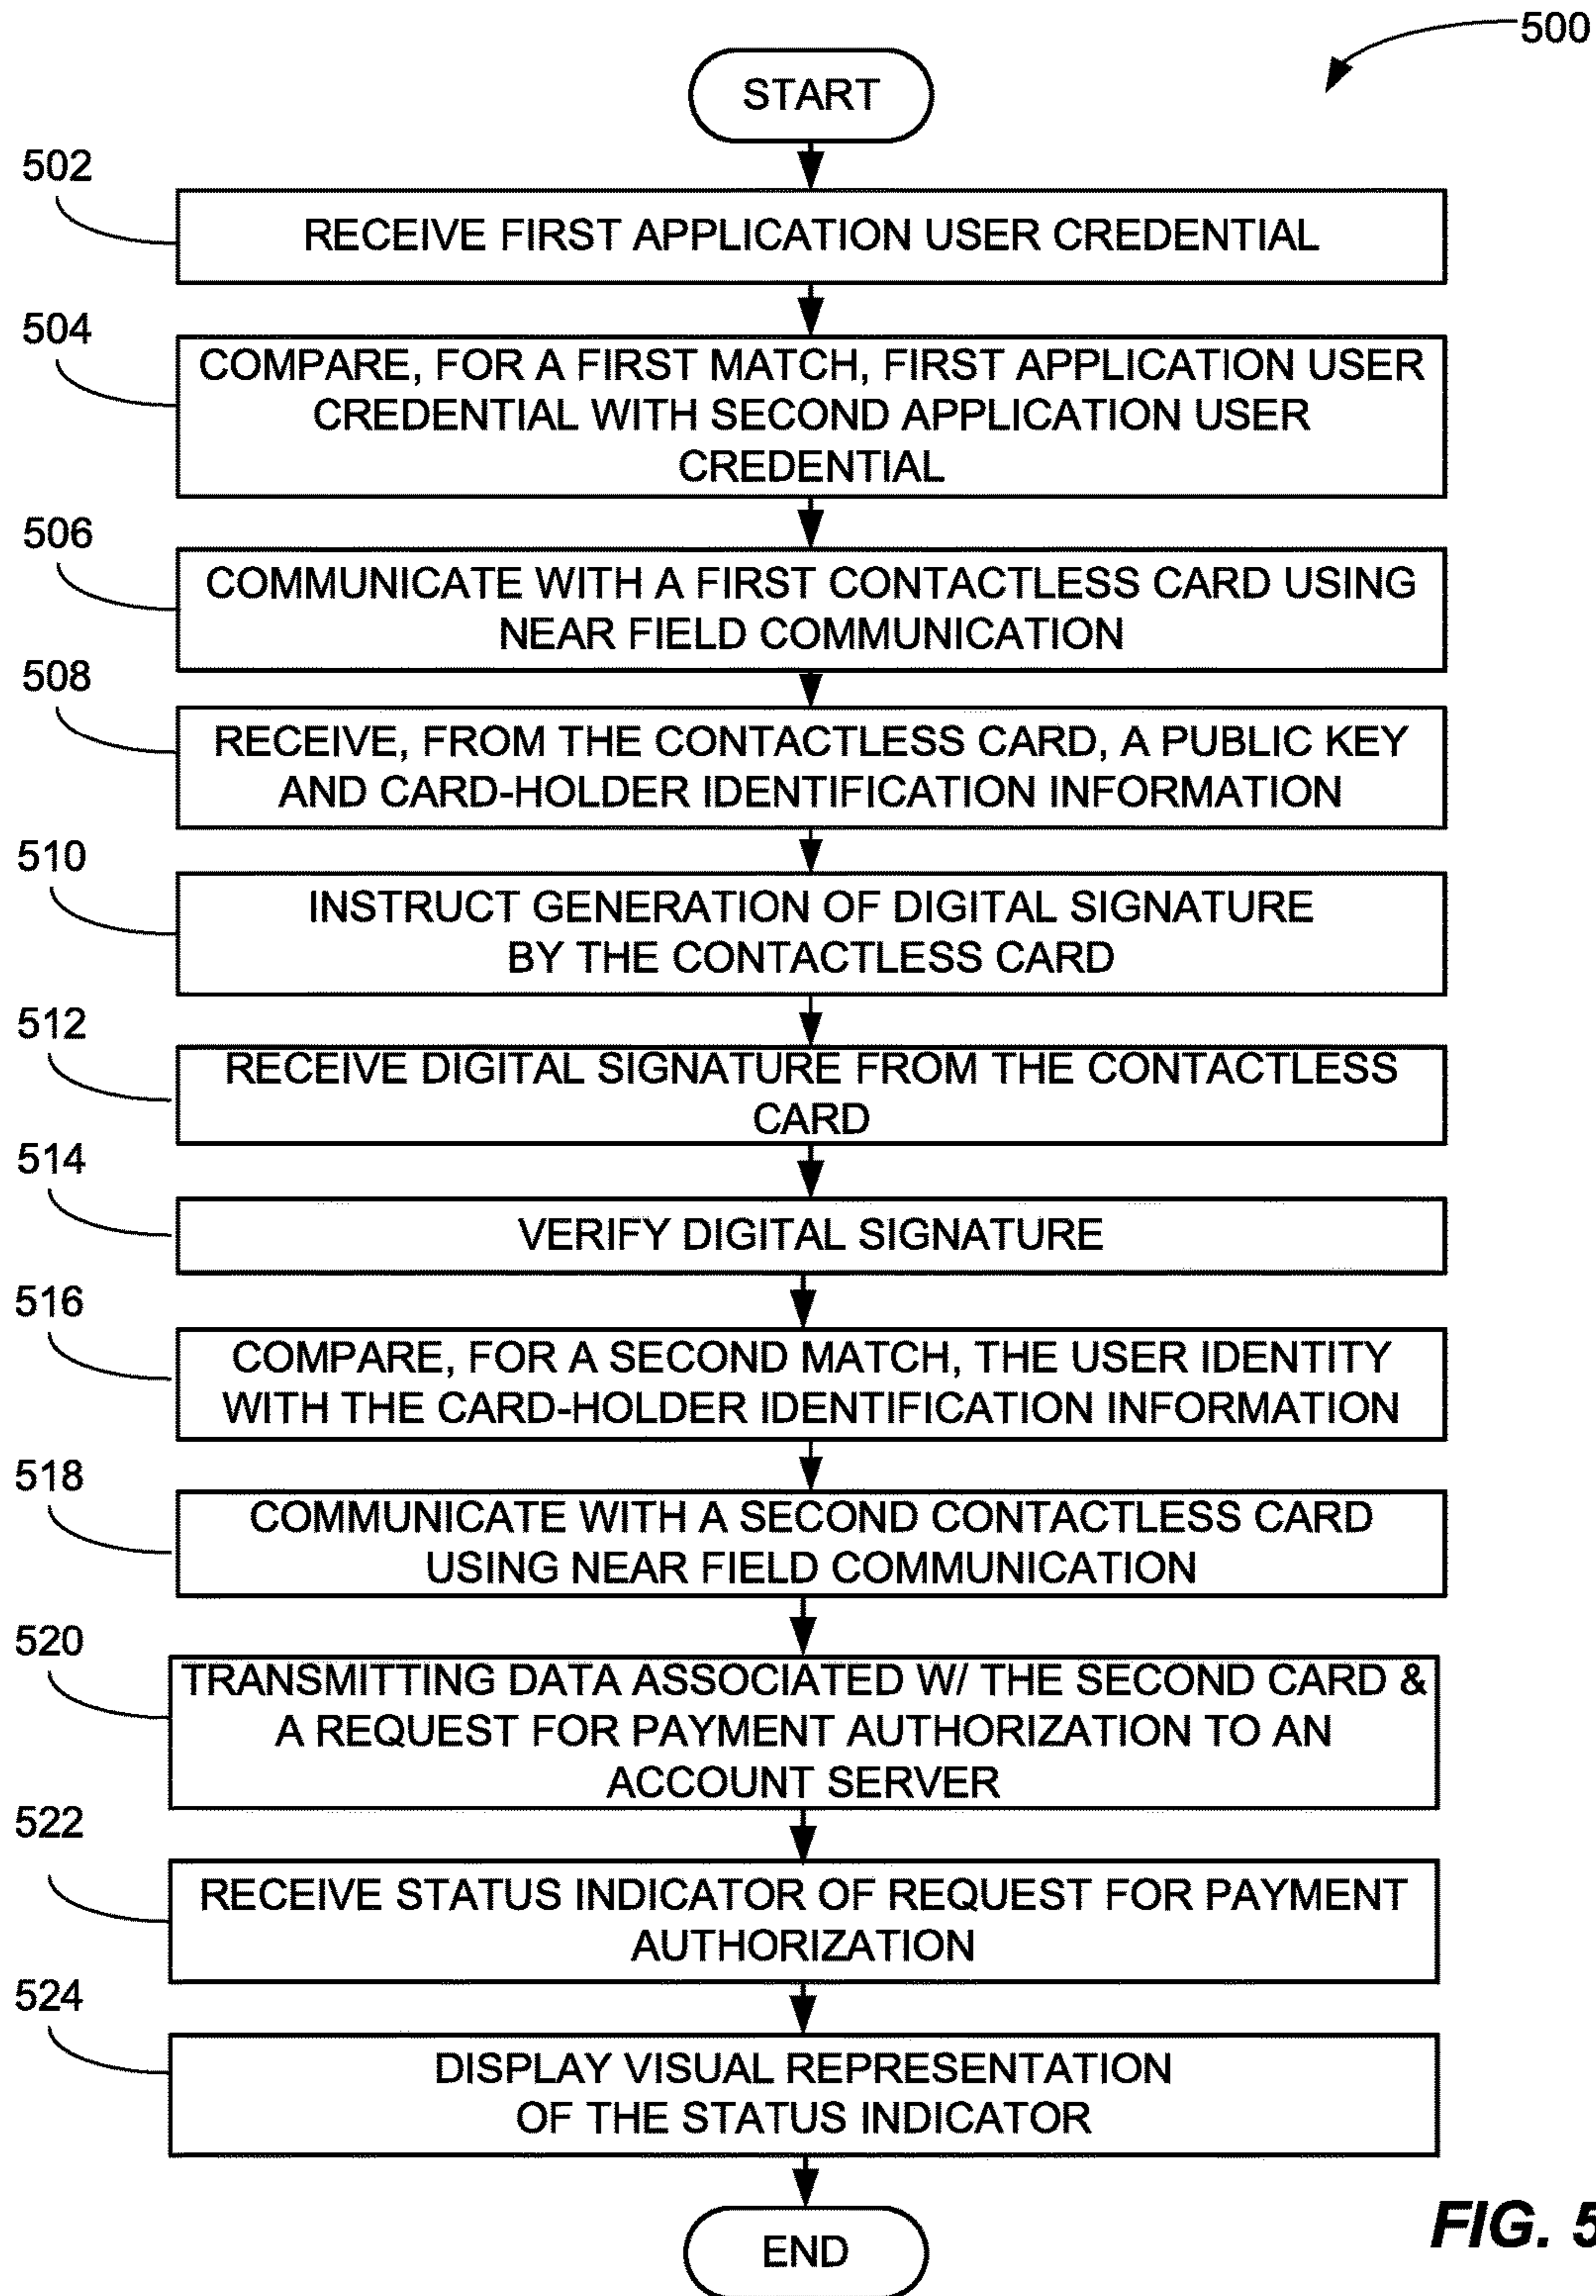 500
START
502
RECEIVE FIRST APPLICATION USER CREDENTIAL
504
COMPARE, FOR A FIRST MATCH, FIRST APPLICATION USER
CREDENTIAL WITH SECOND APPLICATION USER
CREDENTIAL
506
COMMUNICATE WITH A FIRST CONTACTLESS CARD USING
NEAR FIELD COMMUNICATION
508
RECEIVE, FROM THE CONTACTLESS CARD, A PUBLIC KEY
AND CARD-HOLDER IDENTIFICATION INFORMATION
510
INSTRUCT GENERATION OF DIGITAL SIGNATURE
BY THE CONTACTLESS CARD
512
RECEIVE DIGITAL SIGNATURE FROM THE CONTACTLESS
CARD
514
VERIFY DIGITAL SIGNATURE
516
COMPARE, FOR A SECOND MATCH, THE USER IDENTITY
WITH THE CARD-HOLDER IDENTIFICATION INFORMATION
518
COMMUNICATE WITH A SECOND CONTACTLESS CARD
USING NEAR FIELD COMMUNICATION
520
TRANSMITTING DATA ASSOCIATED W/ THE SECOND CARD &
A REQUEST FOR PAYMENT AUTHORIZATION TO AN
ACCOUNT SERVER
522
RECEIVE STATUS INDICATOR OF REQUEST FOR PAYMENT
AUTHORIZATION
524
DISPLAY VISUAL REPRESENTATION
OF THE STATUS INDICATOR
END
FIG. 5